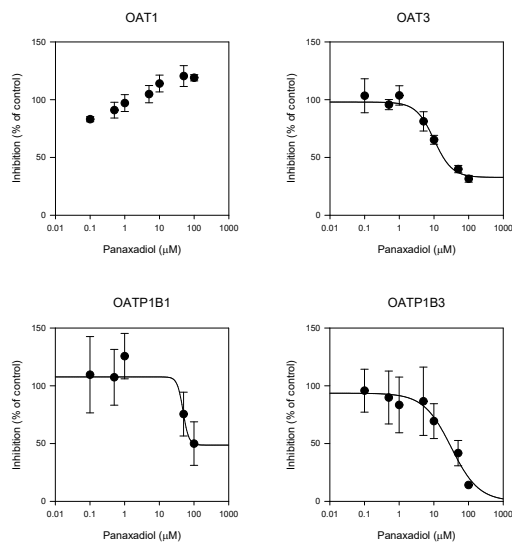 OAT1
150
100
50
0
Inhibition (% of control)
0.01 0.1 1 10 100 1000
Panaxadiol (μM)
OAT3
150
100
50
0
Inhibition (% of control)
0.01 0.1 1 10 100 1000
Panaxadiol (μM)
OATP1B1
150
100
50
0
Inhibition (% of control)
0.01 0.1 1 10 100 1000
Panaxadiol (μM)
OATP1B3
150
100
50
0
Inhibition (% of control)
0.01 0.1 1 10 100 1000
Panaxadiol (μM)